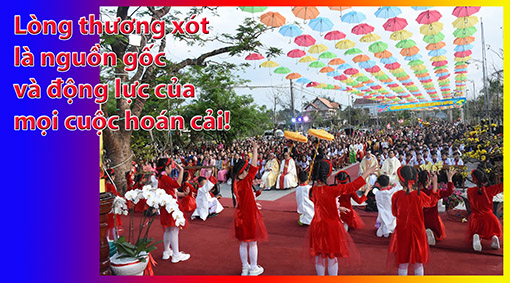 Lòng thương xót
là nguồn gốc
và động lực của
mọi cuộc hoán cải!